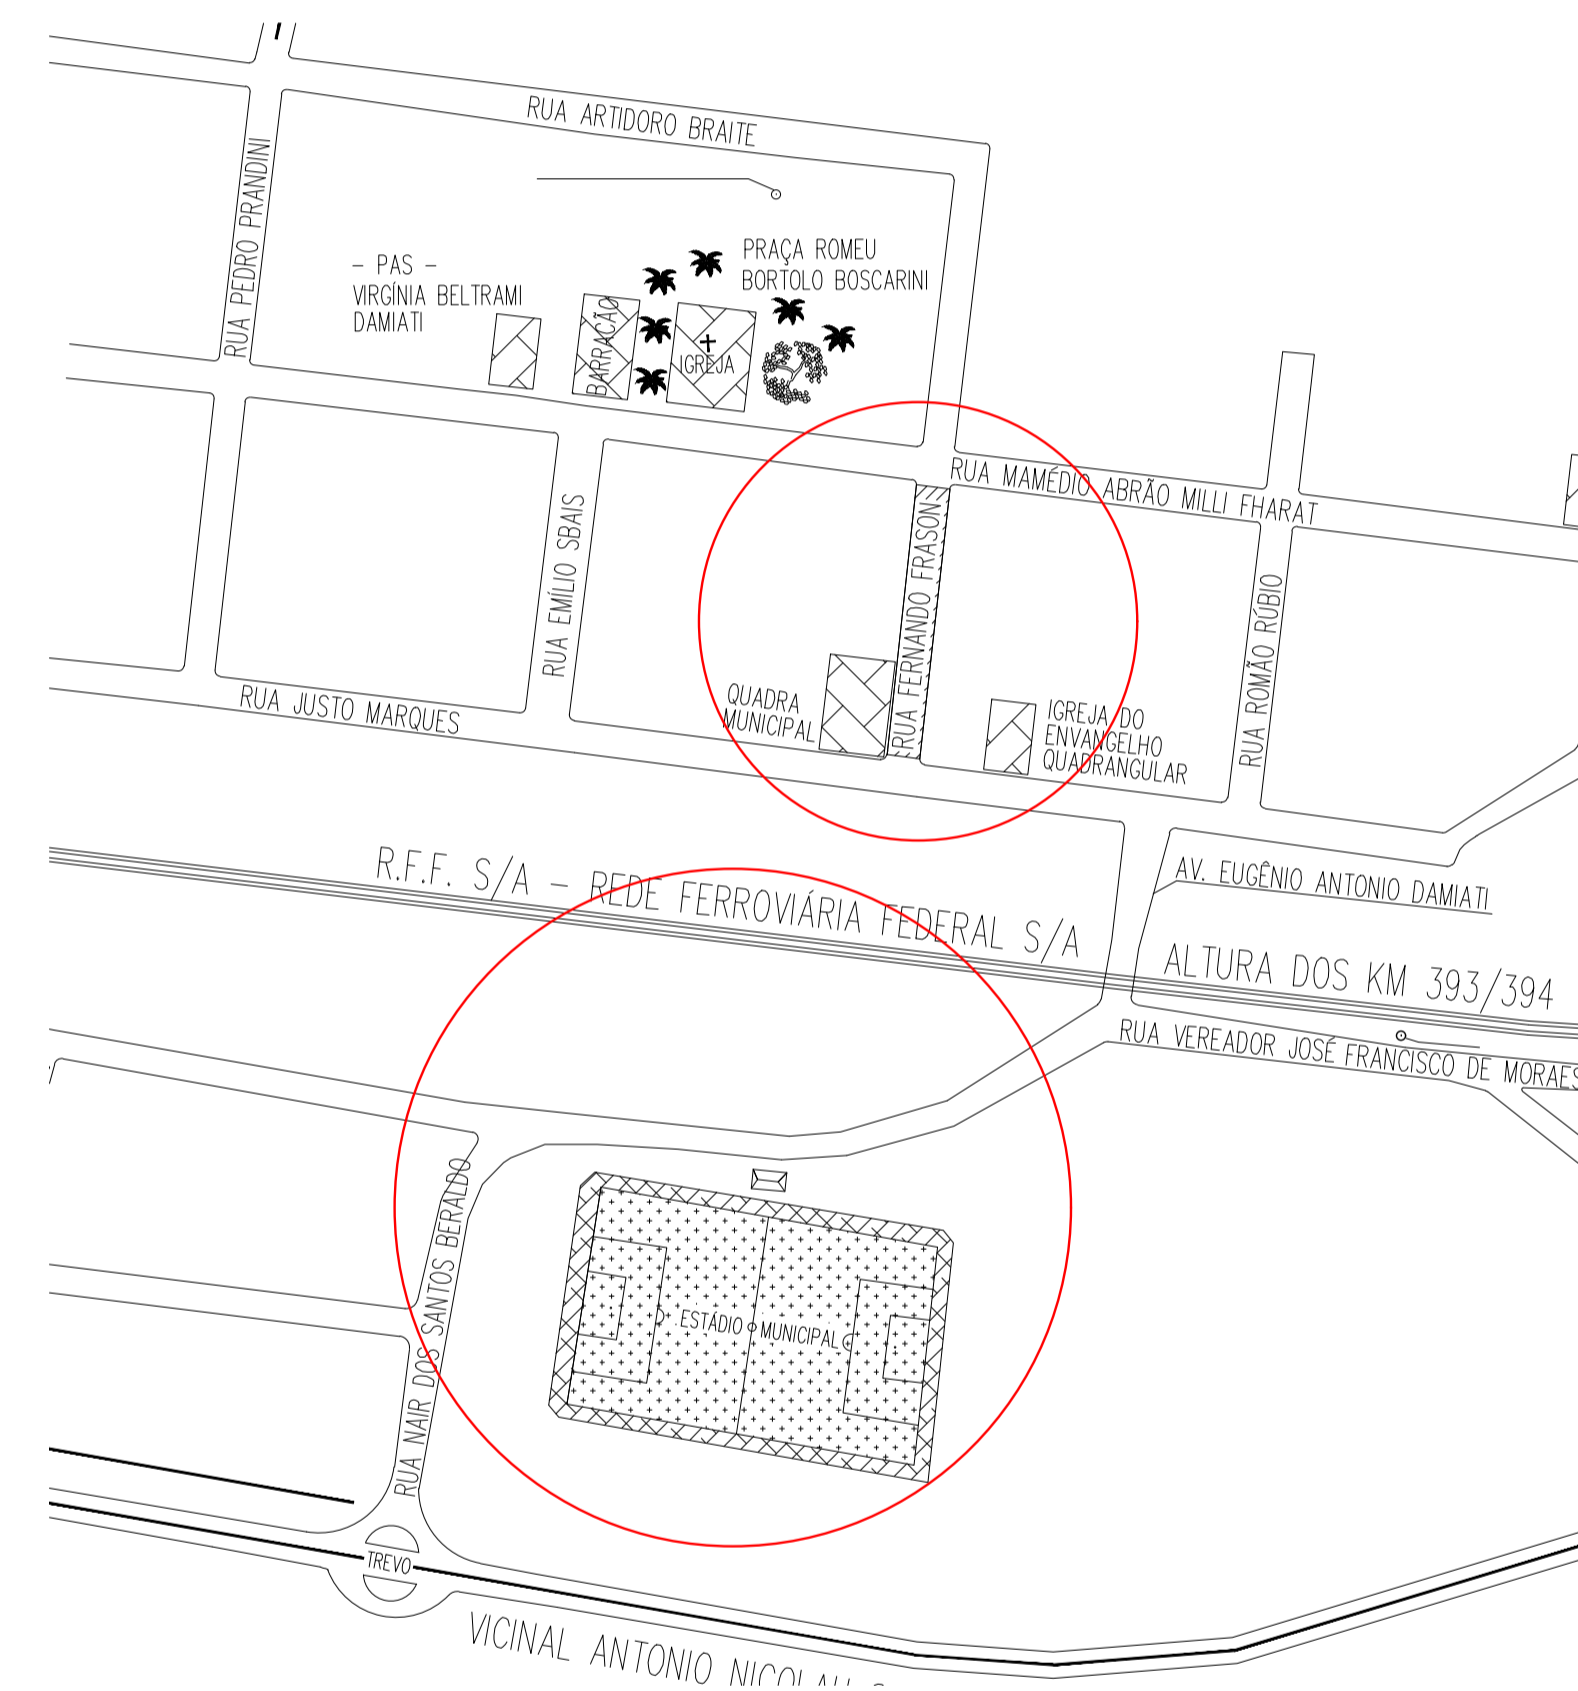 RUA ARTIDORO BRAITE
RUA PEDRO PRANDINI
- PAS -
VIRGÍNIA BELTRAMI
DAMIATI
BARRACÃO
IGREJA
PRAÇA ROMEU
BORTOLO BOSCARINI
RUA MAMÉDIO ABRÃO MILLI FHARAT
RUA EMÍLIO SBAIS
RUA FERNANDO FRASON
RUA ROMÃO RÚBIO
RUA JUSTO MARQUES
QUADRA
MUNICIPAL
IGREJA DO
ENVANGELHO
QUADRANGULAR
R.F.F. S/A - REDE FERROVIÁRIA FEDERAL S/A
AV. EUGÊNIO ANTONIO DAMIATI
ALTURA DOS KM 393/394
RUA VEREADOR JOSÉ FRANCISCO DE MORAES
RUA NAIR DOS SANTOS BERALDO
ESTÁDIO MUNICIPAL
TREVO
VICINAL ANTONIO